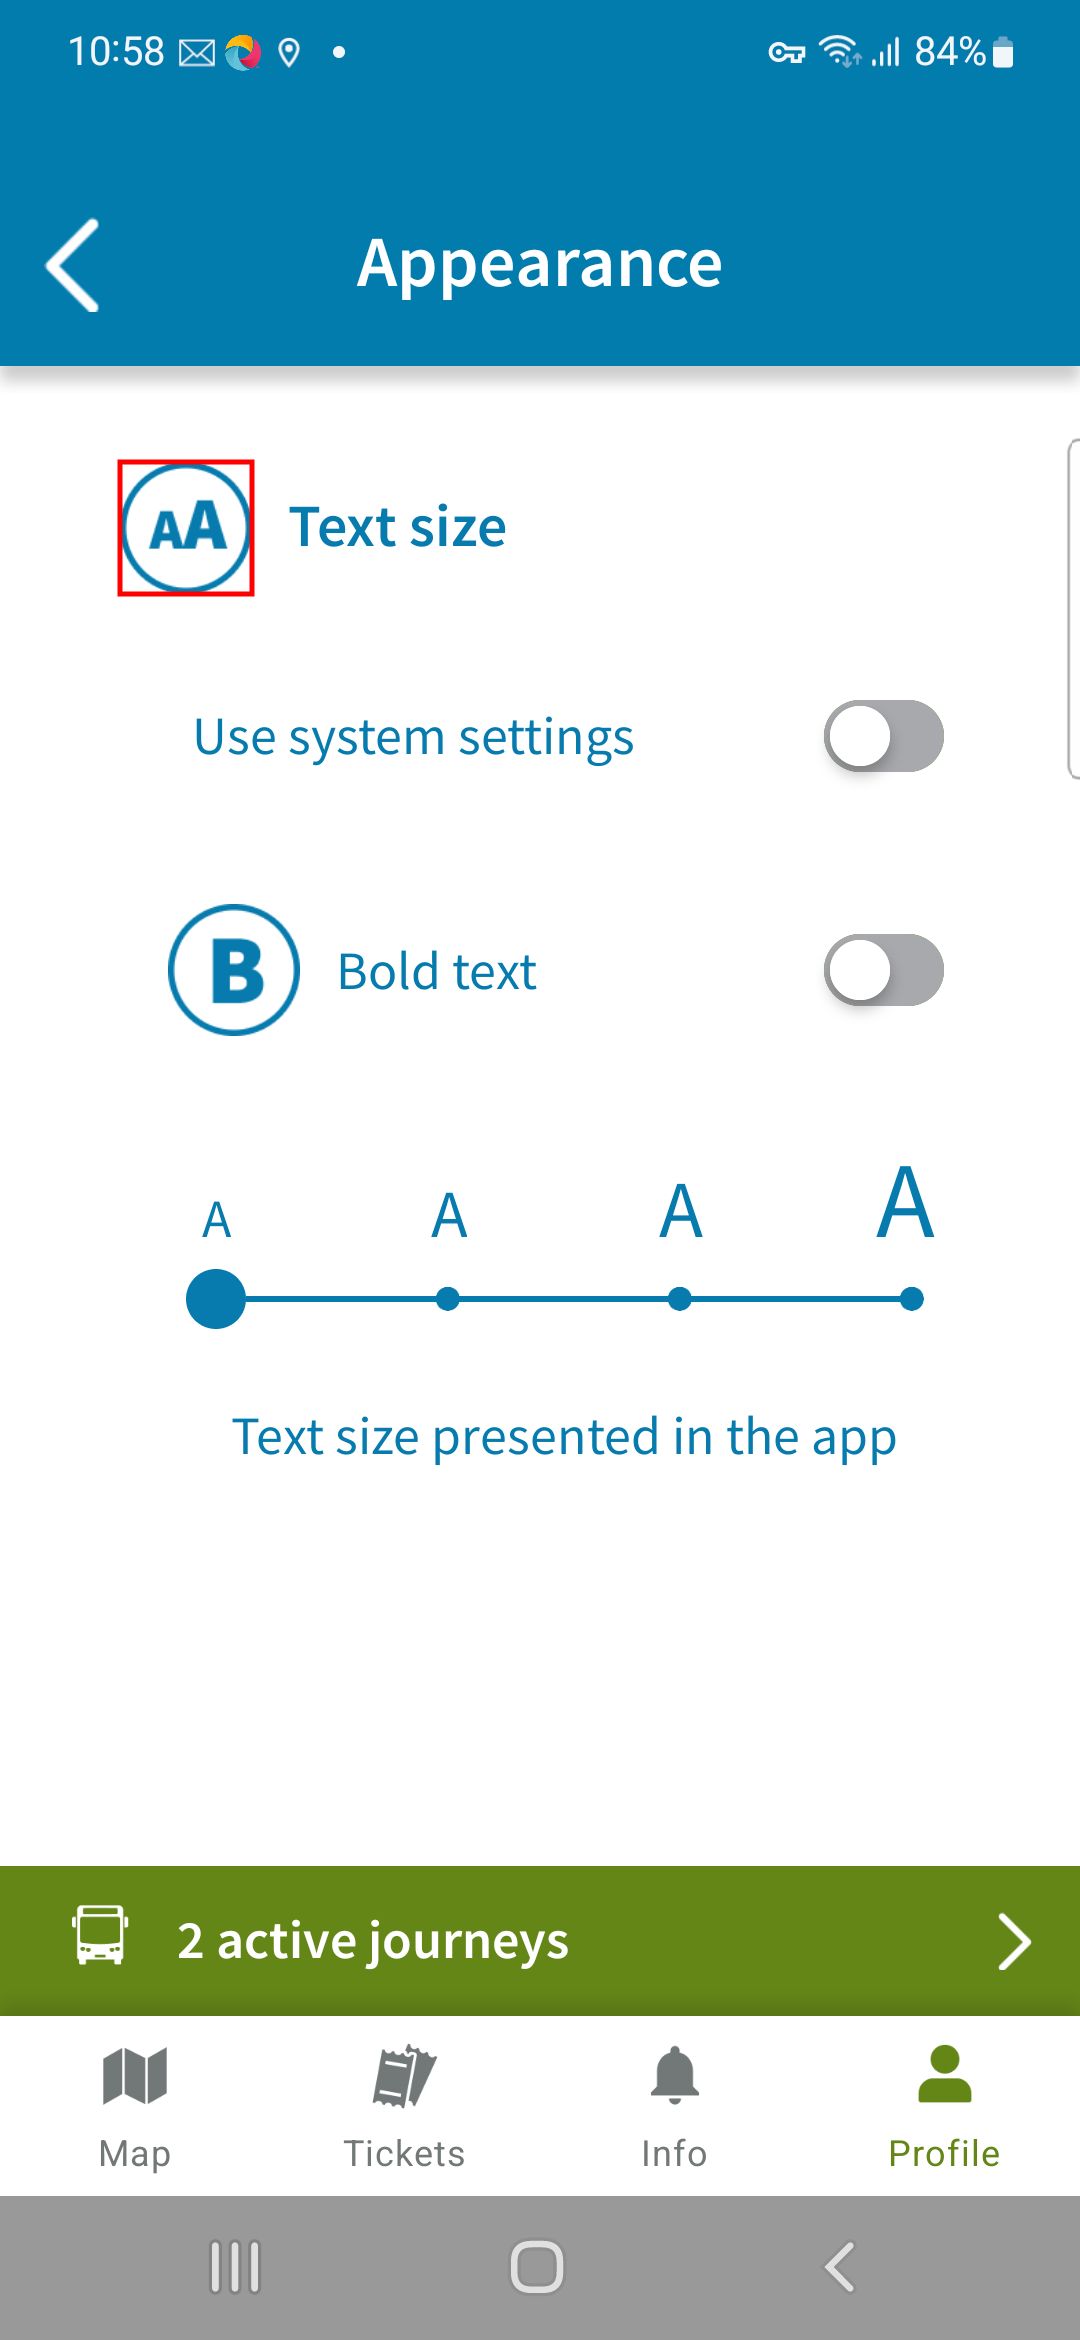 10:58 84%
Appearance
AA Text size
Use system settings
B Bold text
A A A A
Text size presented in the app
2 active journeys
Map Tickets Info Profile